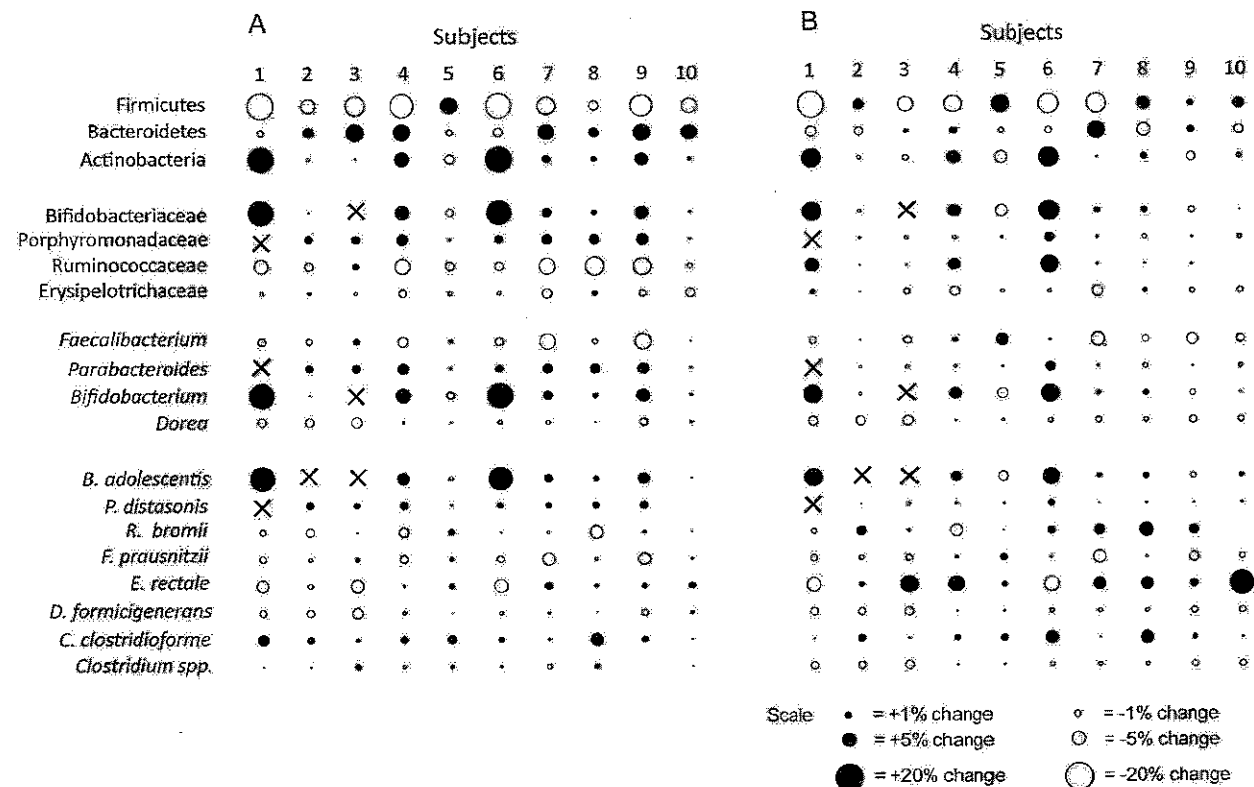 A B
Subjects Subjects
1 2 3 4 5 6 7 8 9 10 1 2 3 4 5 6 7 8 9 10
Firmicutes
Bacteroidetes
Actinobacteria
Bifidobacteriaceae
Porphyromonadaceae
Ruminococcaceae
Erysipelotrichaceae
Faecalibacterium
Parabacteroides
Bifidobacterium
Dorea
B. adolescentis
P. distasonis
R. bromii
F. prausnitzii
E. rectale
D. formicigenerans
C. clostridioforme
Clostridium spp.
Scale = +1% change = -1% change
= +5% change = -5% change
= +20% change = -20% change